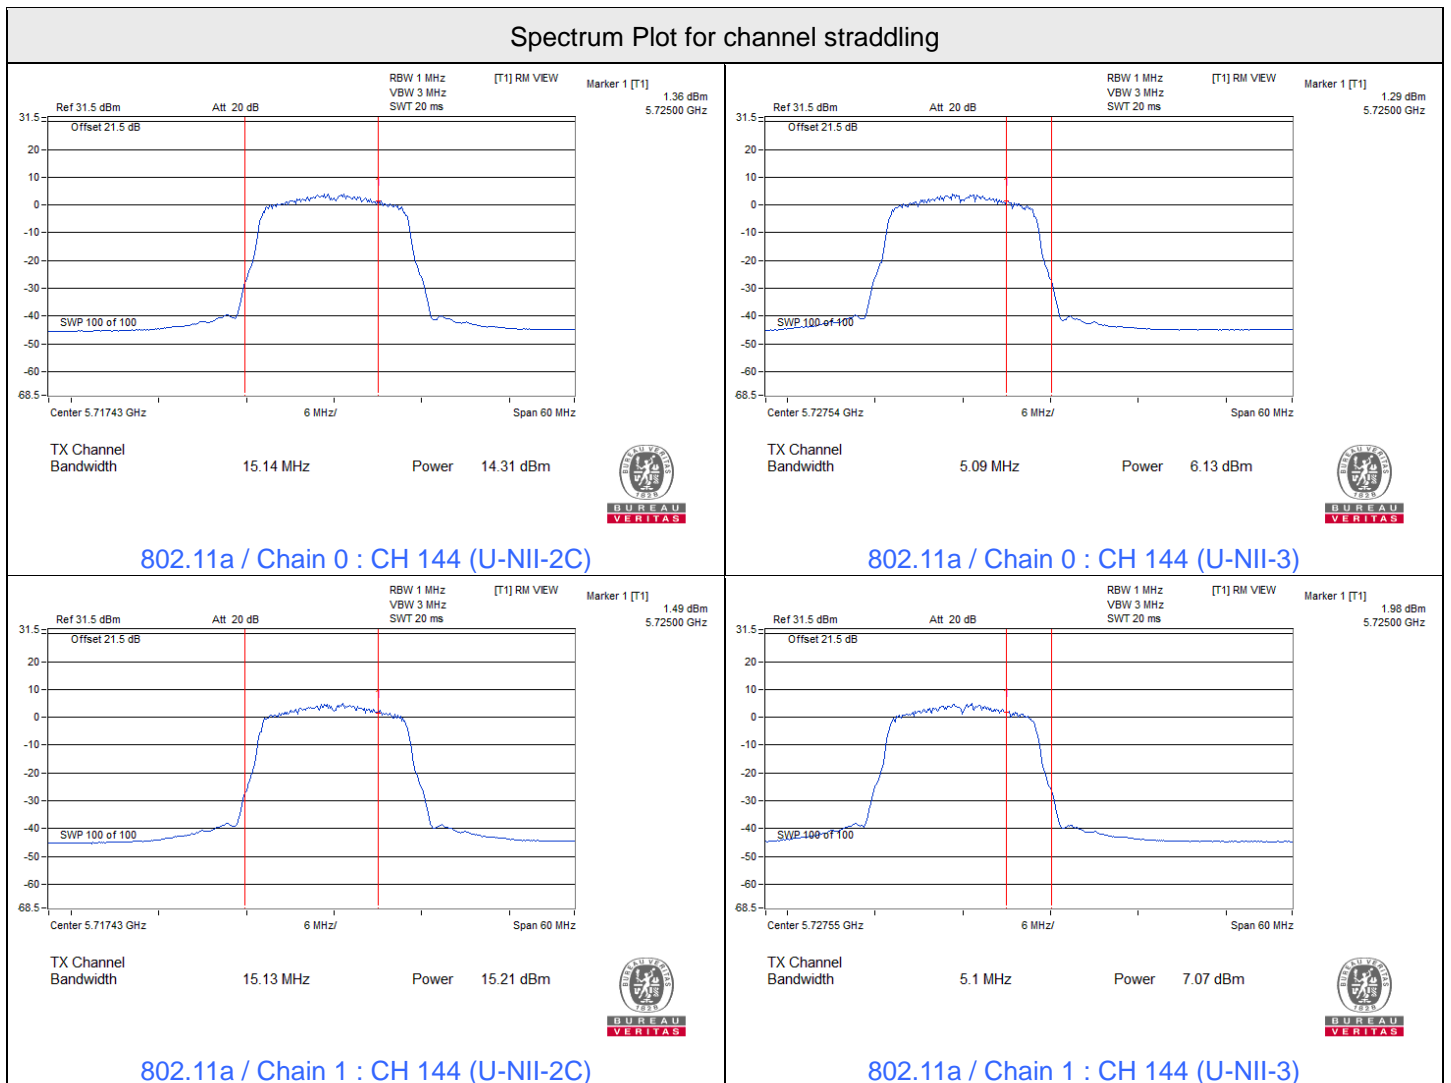 Spectrum Plot for channel straddling
RBW 1 MHz [T1] RM VIEW Marker 1 [T1]
VBW 3 MHz 1.36 dBm
Ref 31.5 dBm Att 20 dB SWT 20 ms 5.72500 GHz
31.5
Offset 21.5 dB
20
10
0
-10
-20
-30
-40
SWP 100 of 100
-50
-60
-68.5
Center 5.71743 GHz 6 MHz/ Span 60 MHz
TX Channel
Bandwidth 15.14 MHz Power 14.31 dBm
BUREAU VERITAS
1828
BUREAU
VERITAS
802.11a / Chain 0 : CH 144 (U-NII-2C)
RBW 1 MHz [T1] RM VIEW Marker 1 [T1]
VBW 3 MHz 1.29 dBm
Ref 31.5 dBm Att 20 dB SWT 20 ms 5.72500 GHz
31.5
Offset 21.5 dB
20
10
0
-10
-20
-30
-40
SWP 100 of 100
-50
-60
-68.5
Center 5.72754 GHz 6 MHz/ Span 60 MHz
TX Channel
Bandwidth 5.09 MHz Power 6.13 dBm
BUREAU VERITAS
1828
BUREAU
VERITAS
802.11a / Chain 0 : CH 144 (U-NII-3)
RBW 1 MHz [T1] RM VIEW Marker 1 [T1]
VBW 3 MHz 1.49 dBm
Ref 31.5 dBm Att 20 dB SWT 20 ms 5.72500 GHz
31.5
Offset 21.5 dB
20
10
0
-10
-20
-30
-40
SWP 100 of 100
-50
-60
-68.5
Center 5.71743 GHz 6 MHz/ Span 60 MHz
TX Channel
Bandwidth 15.13 MHz Power 15.21 dBm
BUREAU VERITAS
1828
BUREAU
VERITAS
802.11a / Chain 1 : CH 144 (U-NII-2C)
RBW 1 MHz [T1] RM VIEW Marker 1 [T1]
VBW 3 MHz 1.98 dBm
Ref 31.5 dBm Att 20 dB SWT 20 ms 5.72500 GHz
31.5
Offset 21.5 dB
20
10
0
-10
-20
-30
-40
SWP 100 of 100
-50
-60
-68.5
Center 5.72755 GHz 6 MHz/ Span 60 MHz
TX Channel
Bandwidth 5.1 MHz Power 7.07 dBm
BUREAU VERITAS
1828
BUREAU
VERITAS
802.11a / Chain 1 : CH 144 (U-NII-3)